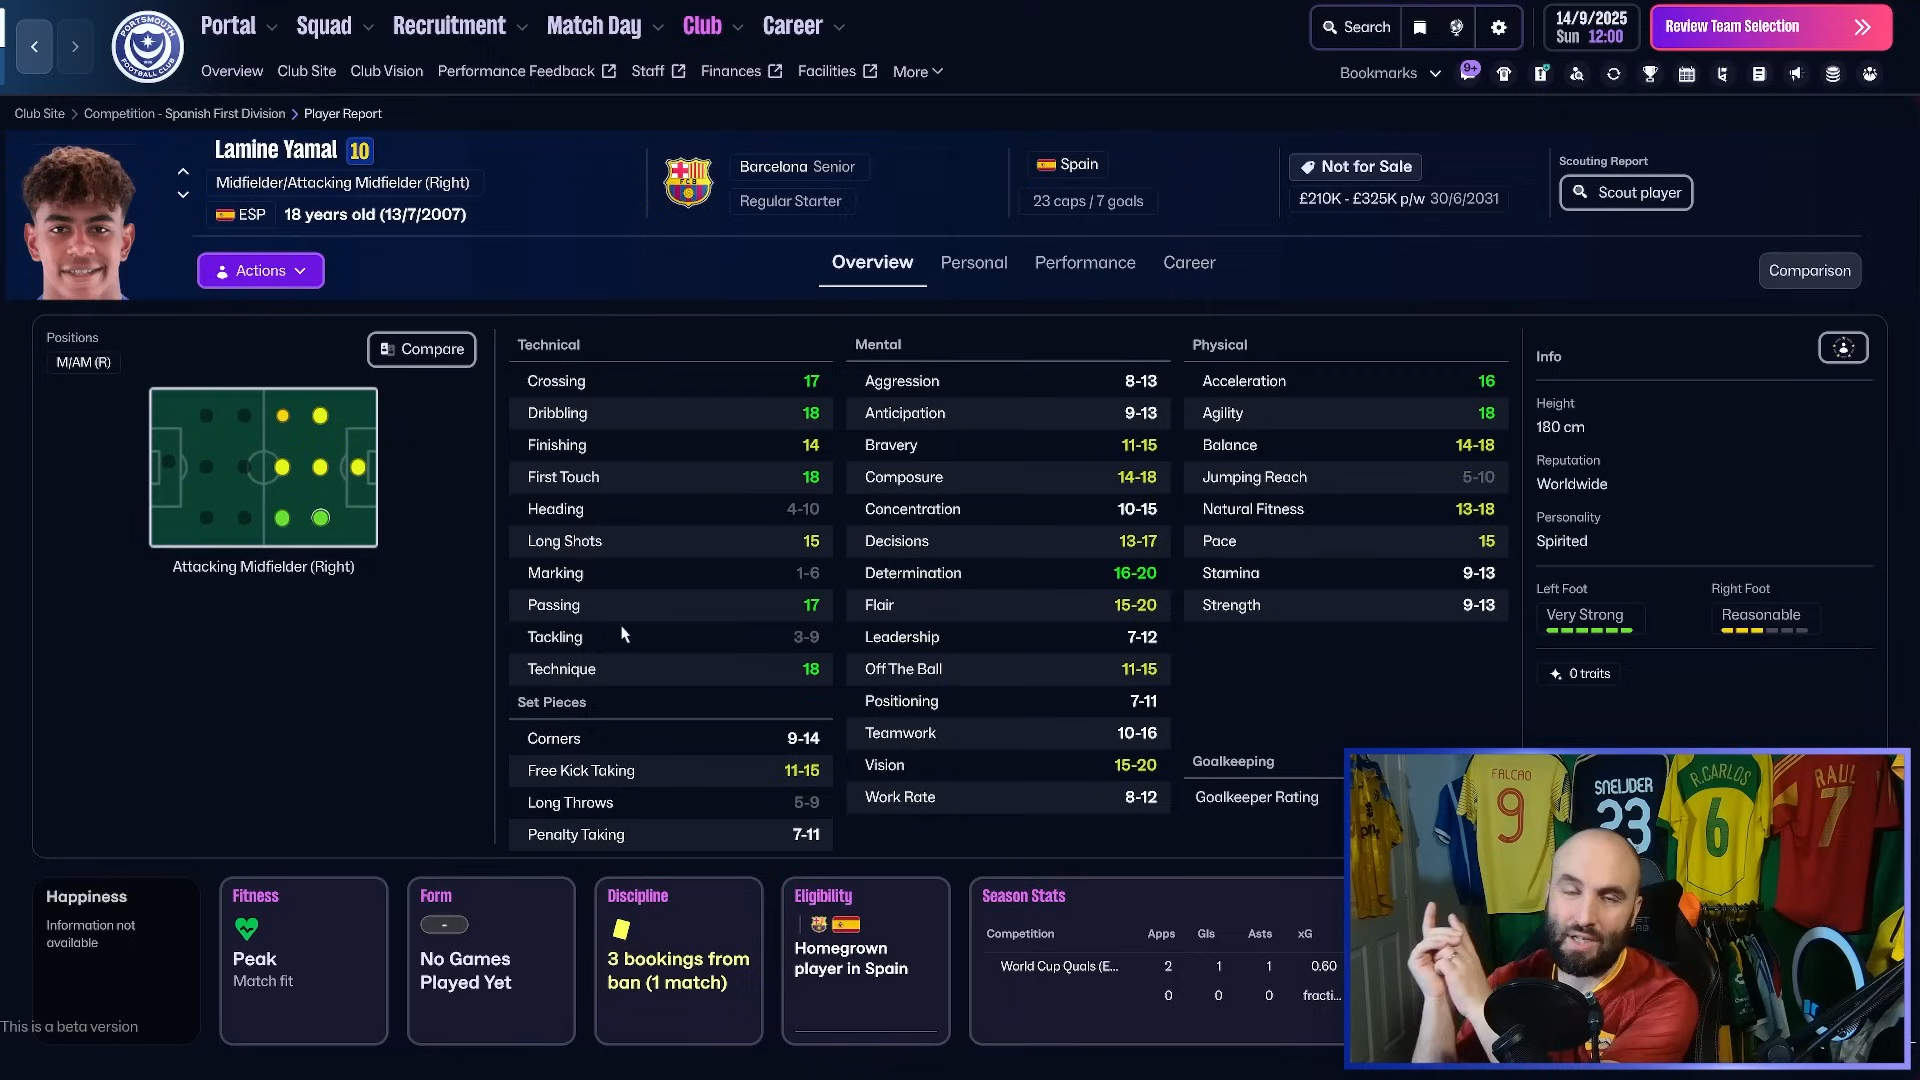 Portal Squad Recruitment Match Day Club Career
Search
14/9/2025
Sun 12:00
Review Team Selection
Overview Club Site Club Vision Performance Feedback Staff Finances Facilities More
Bookmarks
9+
Club Site > Competition - Spanish First Division > Player Report
PORTSMOUTH
FOOTBALL CLUB
Lamine Yamal 10
Midfielder/Attacking Midfielder (Right)
ESP 18 years old (13/7/2007)
FCB
Barcelona Senior
Regular Starter
Spain
23 caps / 7 goals
Not for Sale
£210K - £325K p/w 30/6/2031
Scouting Report
Scout player
Actions
Overview Personal Performance Career
Comparison
Positions
M/AM (R)
Compare
Attacking Midfielder (Right)
Technical
Crossing 17
Dribbling 18
Finishing 14
First Touch 18
Heading 4-10
Long Shots 15
Marking 1-6
Passing 17
Tackling 3-9
Technique 18
Set Pieces
Corners 9-14
Free Kick Taking 11-15
Long Throws 5-9
Penalty Taking 7-11
Mental
Aggression 8-13
Anticipation 9-13
Bravery 11-15
Composure 14-18
Concentration 10-15
Decisions 13-17
Determination 16-20
Flair 15-20
Leadership 7-12
Off The Ball 11-15
Positioning 7-11
Teamwork 10-16
Vision 15-20
Work Rate 8-12
Physical
Acceleration 16
Agility 18
Balance 14-18
Jumping Reach 5-10
Natural Fitness 13-18
Pace 15
Stamina 9-13
Strength 9-13
Goalkeeping
Goalkeeper Rating
Info
Height
180 cm
Reputation
Worldwide
Personality
Spirited
Left Foot
Very Strong
Right Foot
Reasonable
0 traits
Happiness
Information not
available
This is a beta version
Fitness
Peak
Match fit
Form
-
No Games
Played Yet
Discipline
3 bookings from
ban (1 match)
Eligibility
Homegrown
player in Spain
Season Stats
Competition Apps Gls Asts xG
World Cup Quals (E... 2 1 1 0.60
0 0 0 fracti...
FALCAO
9
SNEIJDER
23
R.CARLOS
6
RAUL
7